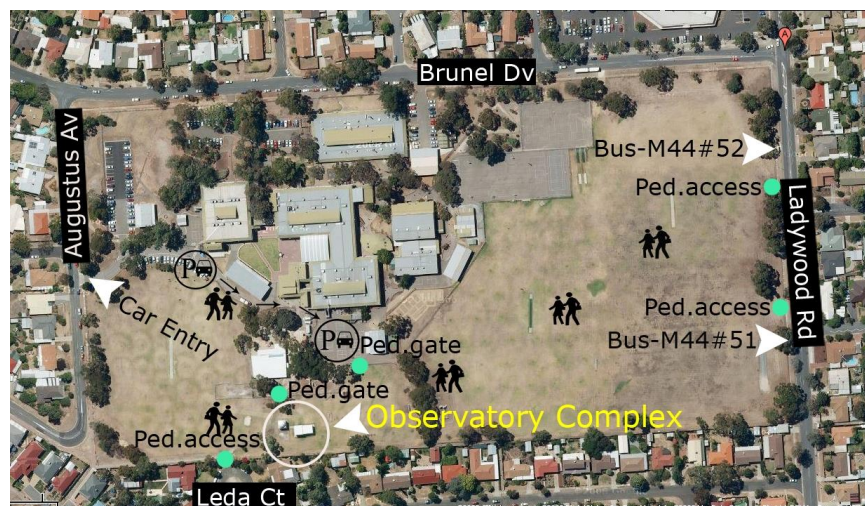 Brunel Dv
A
Augustus Av
Bus-M44#52
Ped.access
Ladywood Rd
P
Car Entry
Ped.access
Bus-M44#51
P
Ped.gate
Ped.gate
Observatory Complex
Ped.access
Leda Ct